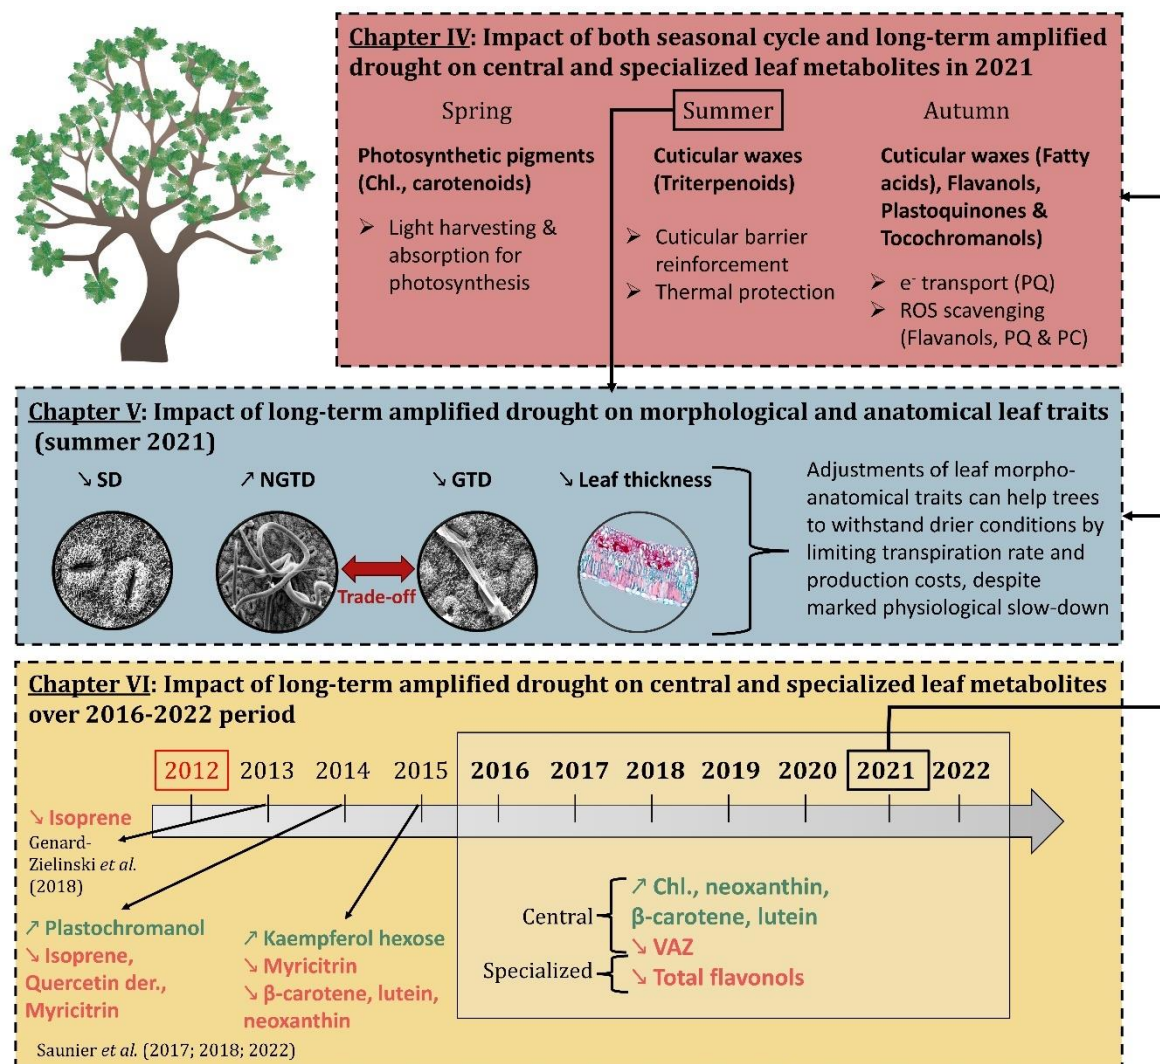 Chapter IV: Impact of both seasonal cycle and long-term amplified
drought on central and specialized leaf metabolites in 2021
Spring
Photosynthetic pigments
(Chl., carotenoids)
➢ Light harvesting &
absorption for
photosynthesis
Summer
Cuticular waxes
(Triterpenoids)
➢ Cuticular barrier
reinforcement
➢ Thermal protection
Autumn
Cuticular waxes (Fatty
acids), Flavanols,
Plastoquinones &
Tocochromanols)
➢ e⁻ transport (PQ)
➢ ROS scavenging
(Flavanols, PQ & PC)
Chapter V: Impact of long-term amplified drought on morphological and anatomical leaf traits
(summer 2021)
↘ SD
↗ NGTD
↘ GTD
↘ Leaf thickness
Trade-off
Adjustments of leaf morpho-
anatomical traits can help trees
to withstand drier conditions by
limiting transpiration rate and
production costs, despite
marked physiological slow-down
Chapter VI: Impact of long-term amplified drought on central and specialized leaf metabolites
over 2016-2022 period
2012 2013 2014 2015 2016 2017 2018 2019 2020 2021 2022
↘ Isoprene
Genard-
Zielinski et al.
(2018)
↗ Plastochromanol
↘ Isoprene,
Quercetin der.,
Myricitrin
↗ Kaempferol hexose
↘ Myricitrin
↘ β-carotene, lutein,
neoxanthin
Central
↗ Chl., neoxanthin,
β-carotene, lutein
↘ VAZ
Specialized
↘ Total flavonols
Saunier et al. (2017; 2018; 2022)